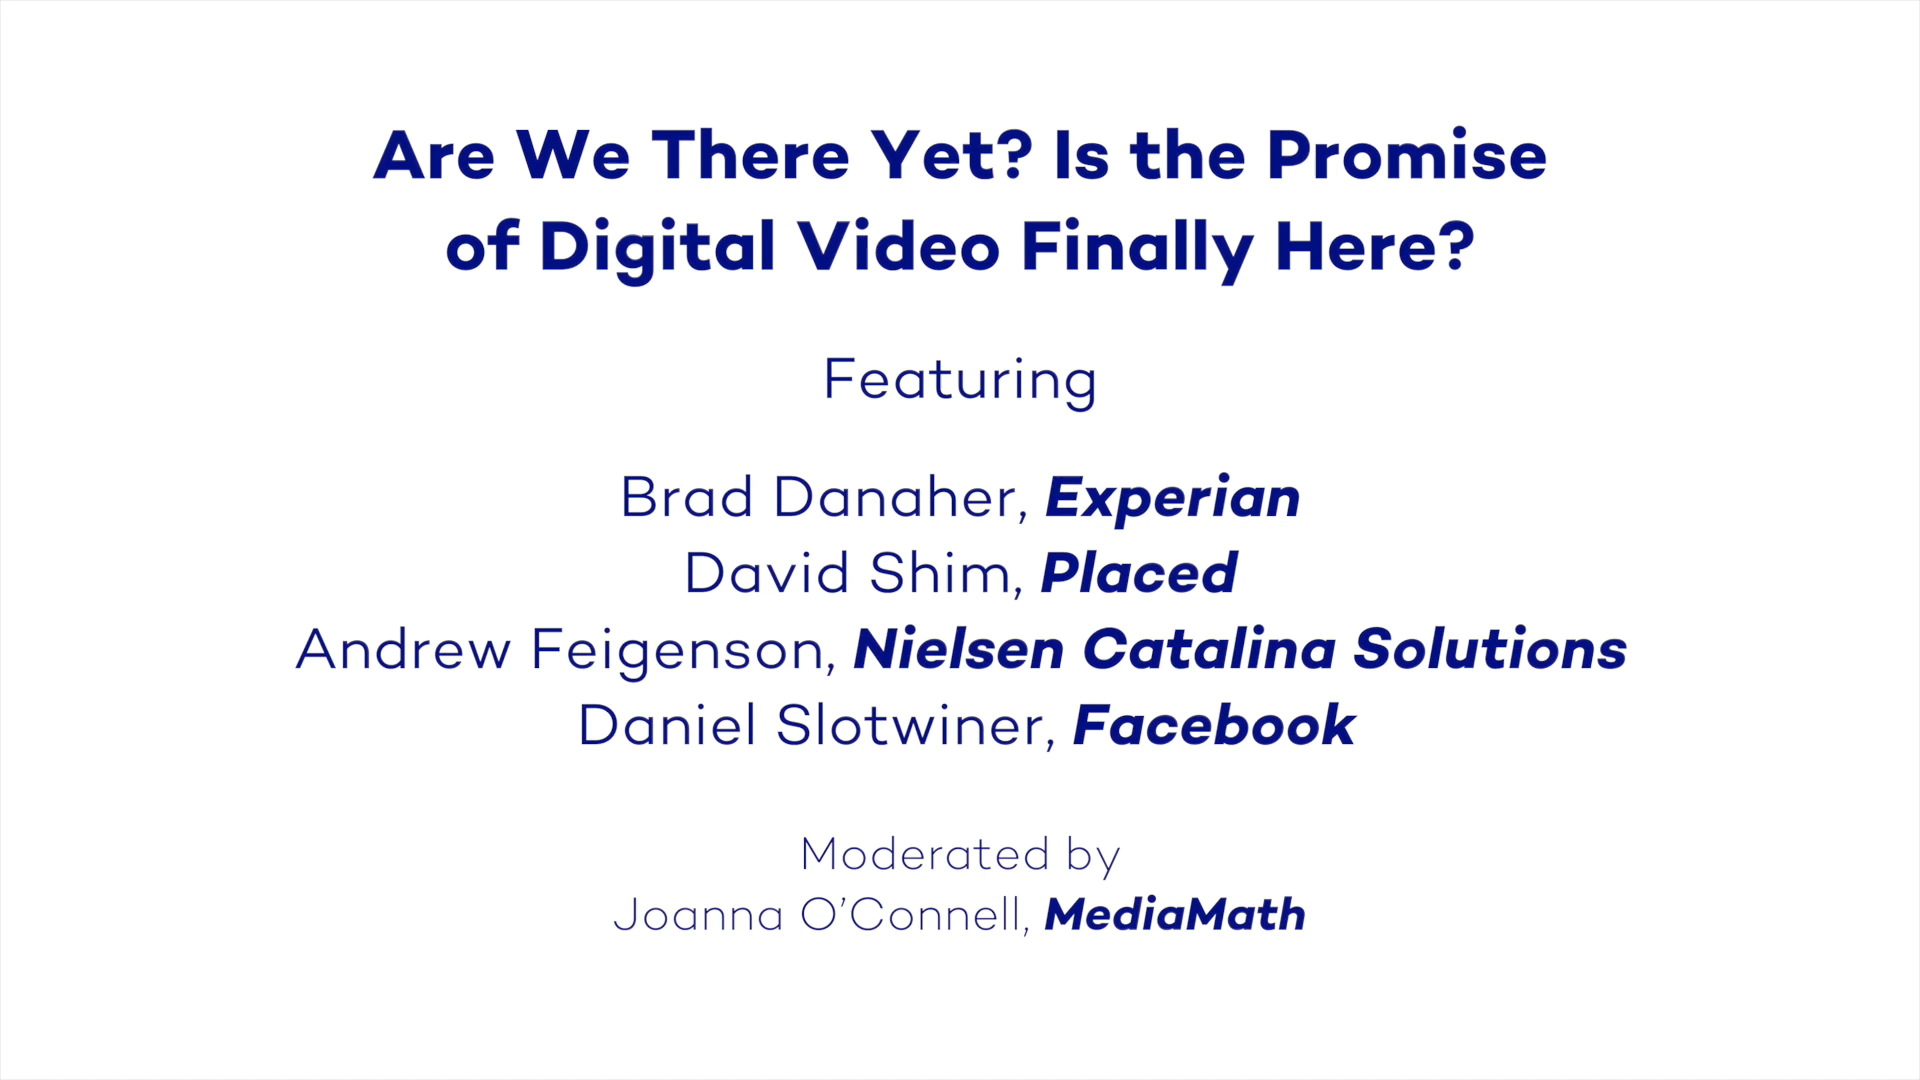 Are We There Yet? Is the Promise
of Digital Video Finally Here?
Featuring
Brad Danaher, Experian
David Shim, Placed
Andrew Feigenson, Nielsen Catalina Solutions
Daniel Slotwiner, Facebook
Moderated by
Joanna O’Connell, MediaMath